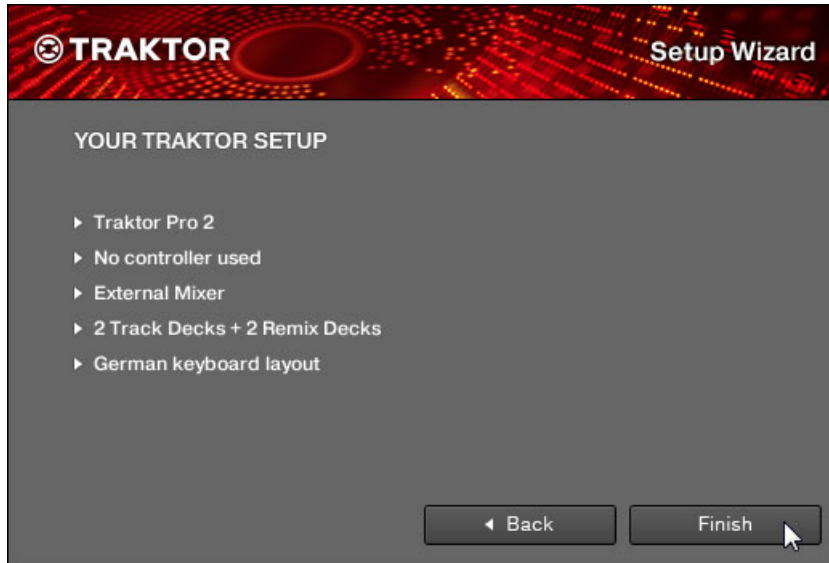 TRAKTOR
Setup Wizard
YOUR TRAKTOR SETUP
Traktor Pro 2
No controller used
External Mixer
2 Track Decks + 2 Remix Decks
German keyboard layout
Back
Finish